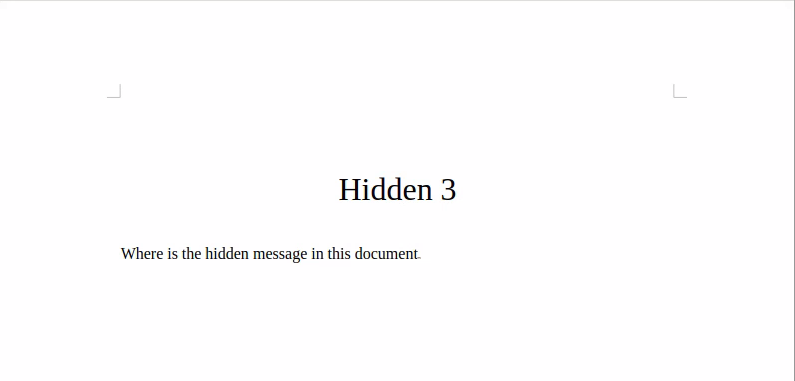 Hidden 3
Where is the hidden message in this document.